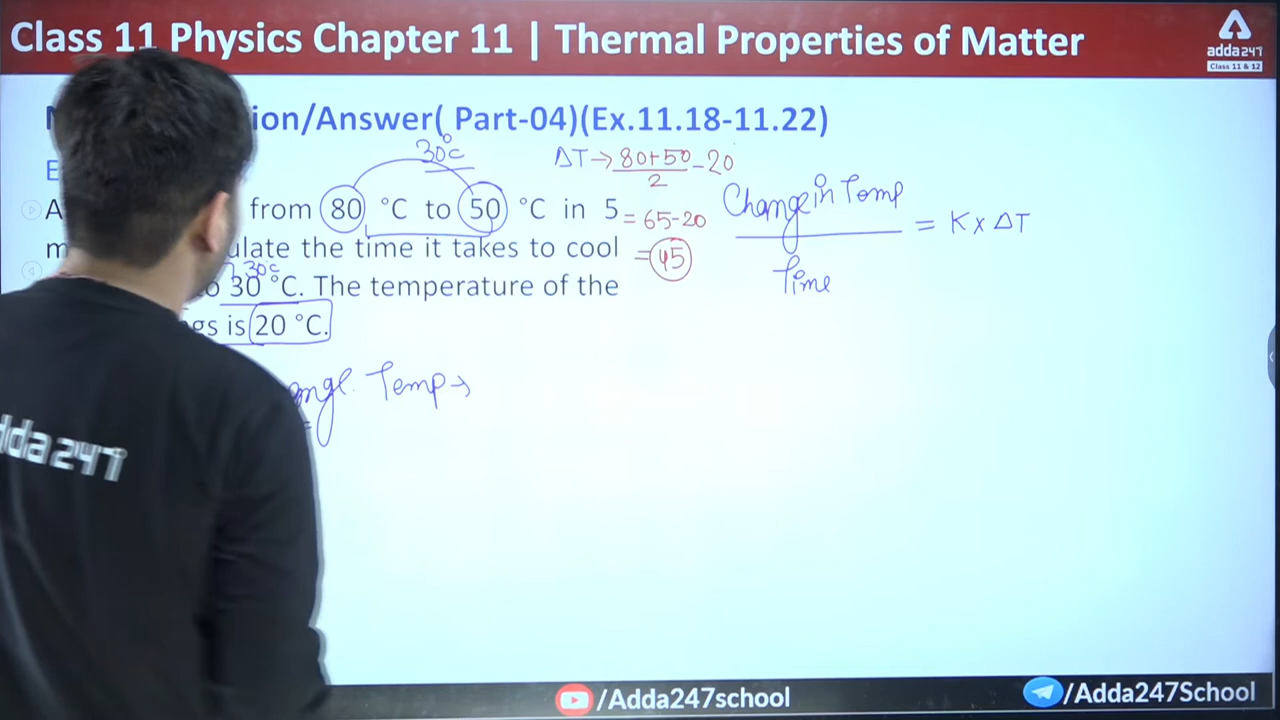 Class 11 Physics Chapter 11 | Thermal Properties of Matter
adda247
Class 11 & 12
ion/Answer( Part-04)(Ex.11.18-11.22)
30°C
ΔT → 80+50/2 - 20
from 80 °C to 50 °C in 5
= 65-20
Change in Temp / Time = K x ΔT
ulate the time it takes to cool
= 45
30°C
30 °C. The temperature of the
gs is 20 °C.
Temp →
dda247
/Adda247school
/Adda247School